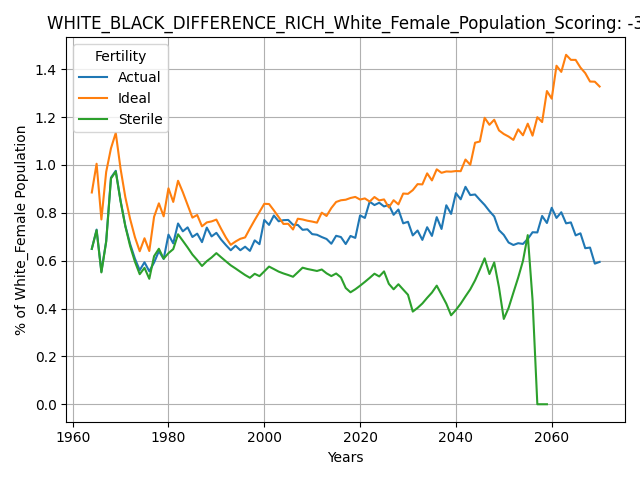 WHITE_BLACK_DIFFERENCE_RICH_White_Female_Population_Scoring: -3
Fertility
Actual
Ideal
Sterile
% of White_Female Population
1.4
1.2
1.0
0.8
0.6
0.4
0.2
0.0
1960 1980 2000 2020 2040 2060
Years